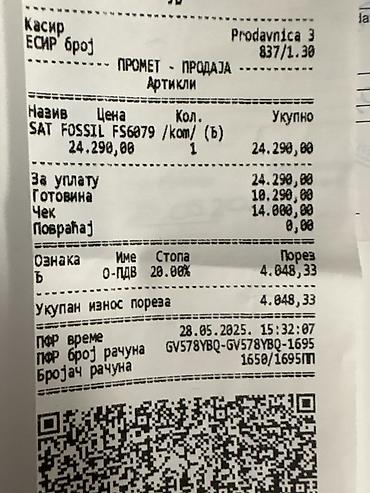 Касир Prodavnica 3
ЕСИР број 837/1.30
ПРОМЕТ - ПРОДАЈА
Артикли
Назив Цена Кол. Укупно
SAT FOSSIL FS6079 /kom/ (Ђ)
24.290,00 1 24.290,00
За уплату 24.290,00
Готовина 10.290,00
Чек 14.000,00
Повраћај 0,00
Ознака Име Стопа Порез
Ђ О-ПДВ 20.00% 4.048,33
Укупан износ пореза 4.048,33
ПФР време 28.05.2025. 15:32:07
ПФР број рачуна GV578YBQ-GV578YBQ-1695
Бројач рачуна 1650/1695ПП